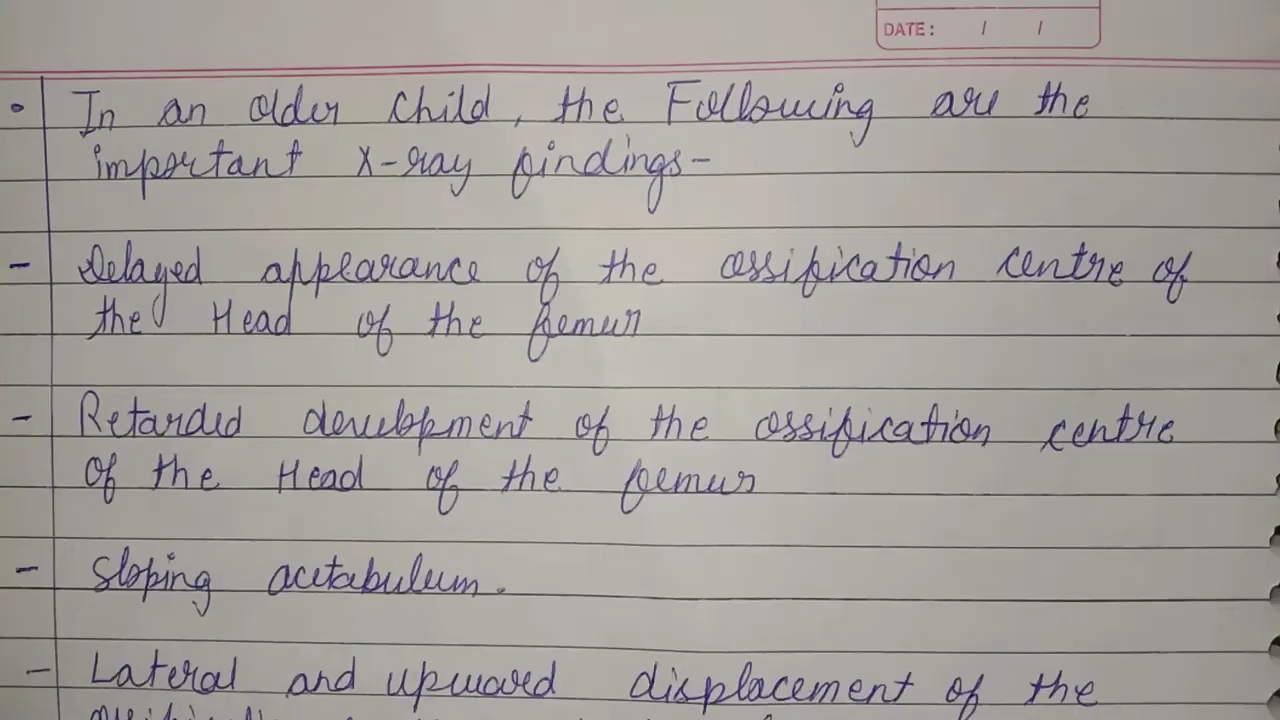 DATE: / /
• In an older child, the Following are the
important X-ray findings-
- Delayed appearance of the ossification centre of
the Head of the femur
- Retarded development of the ossification centre
of the Head of the femur
- Sloping acetabulum.
- Lateral and upward displacement of the